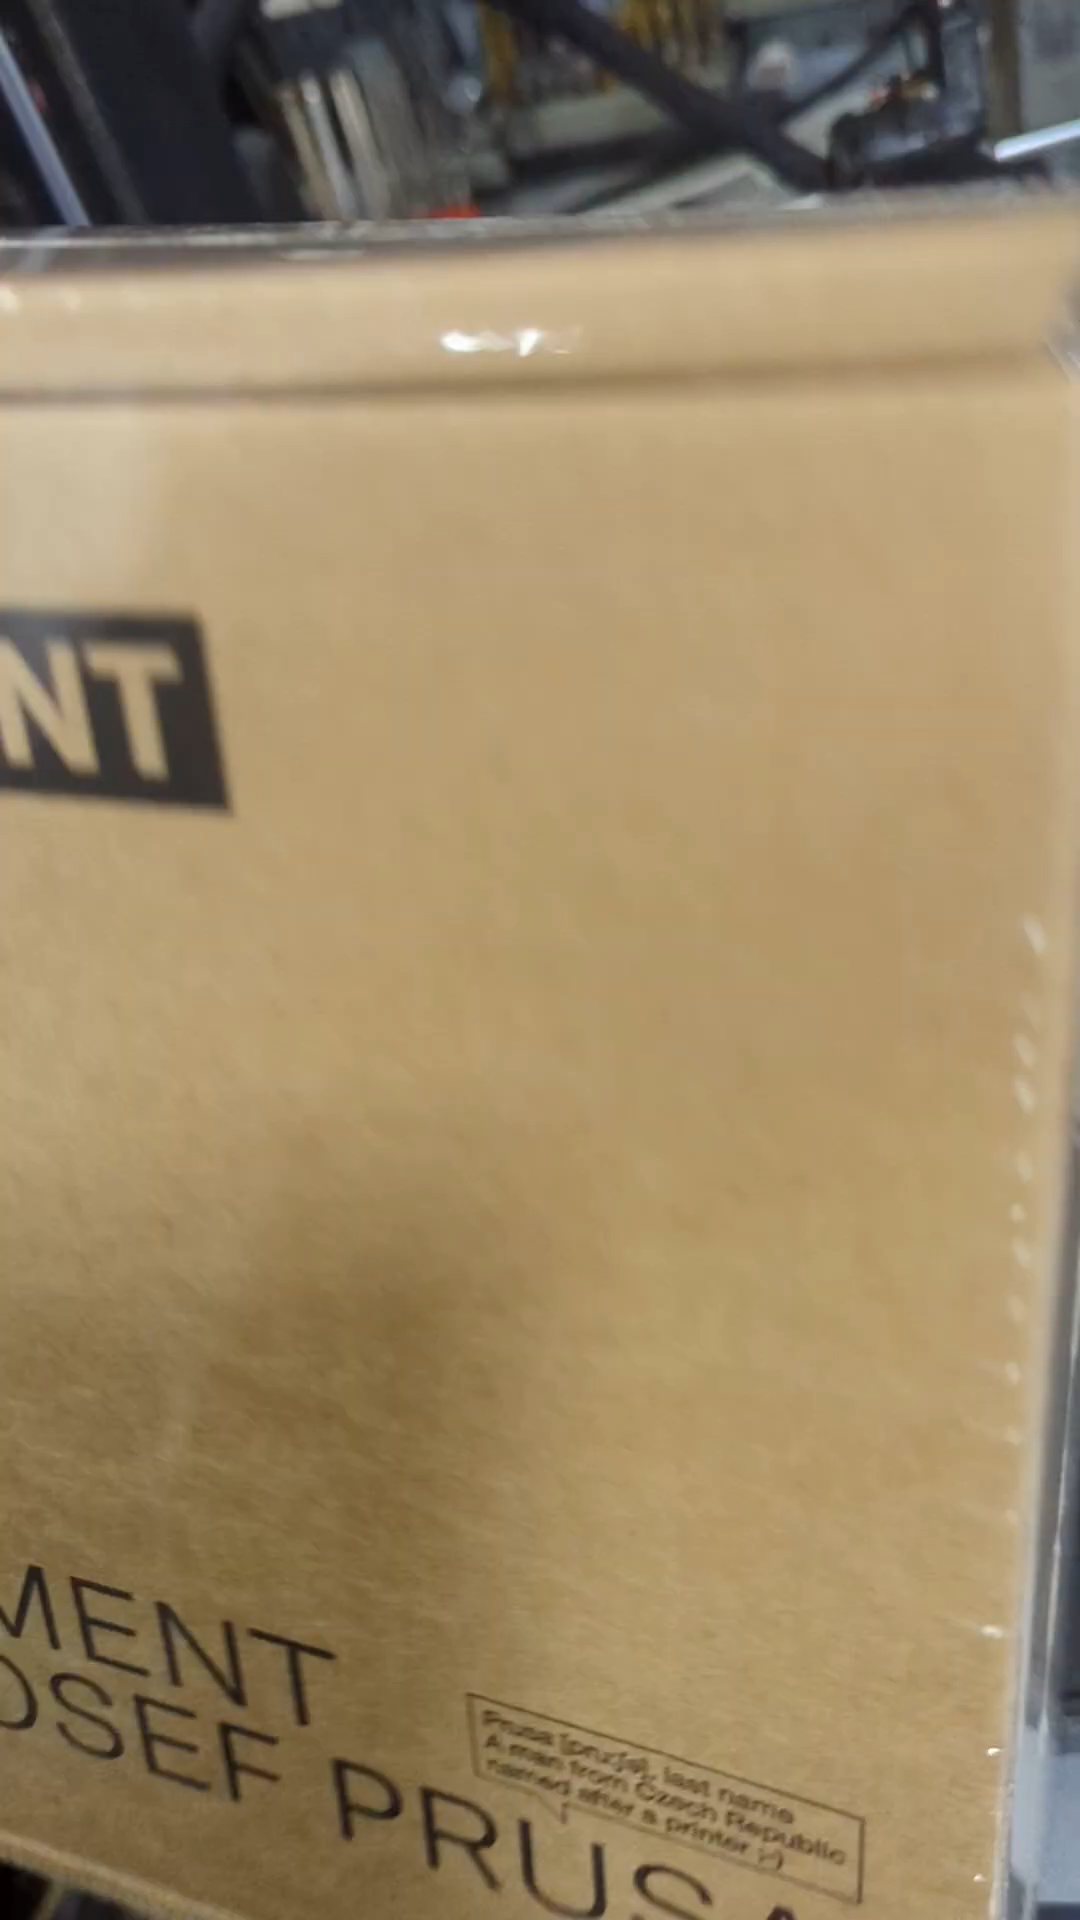 NT
MENT
OSEF PRUSA
Prusa [pruʃa], last name
A man from Czech Republic
named after a printer ;-)